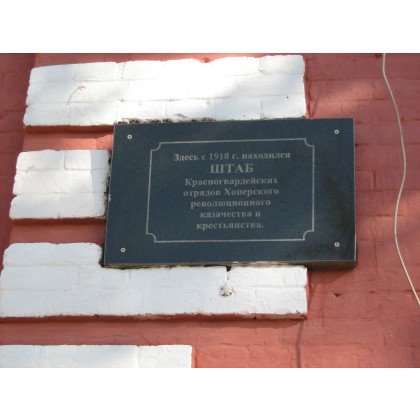 Здесь с 1918 г. находился
ШТАБ
Красногвардейских
отрядов Хоперского
революционного
казачества и
крестьянства.